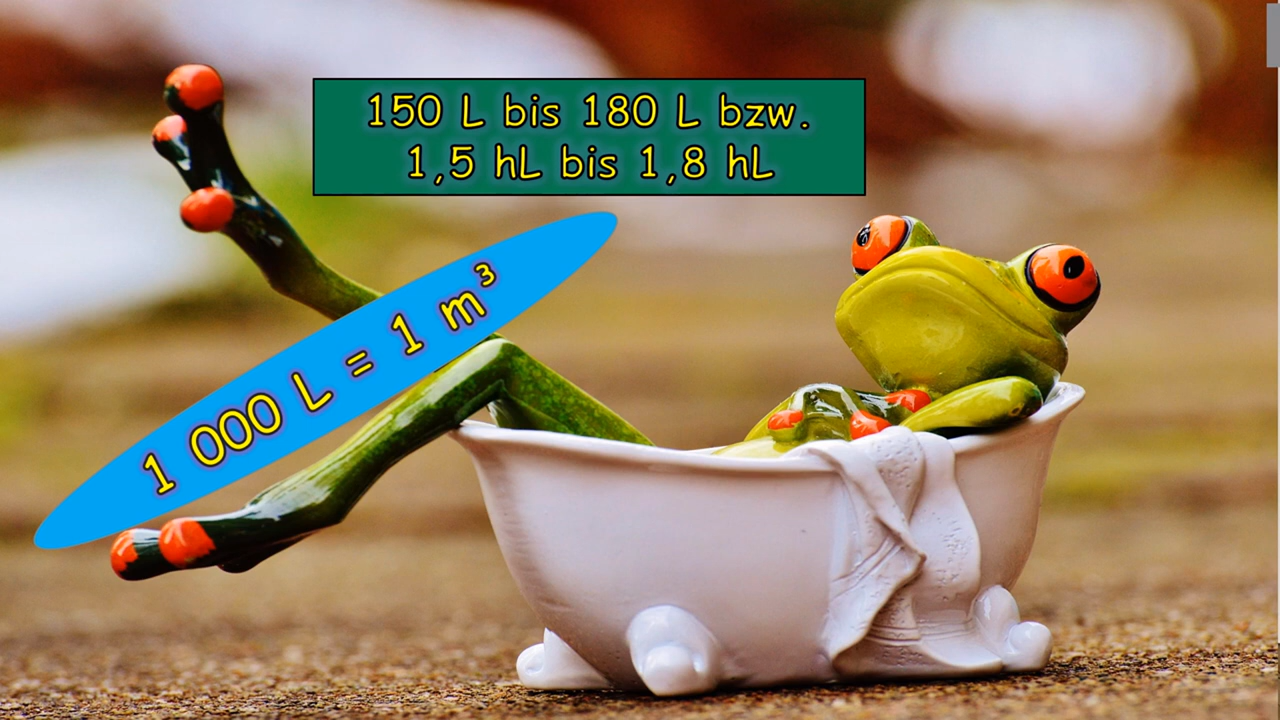 150 L bis 180 L bzw.
1,5 hL bis 1,8 hL
1 000 L = 1 m³